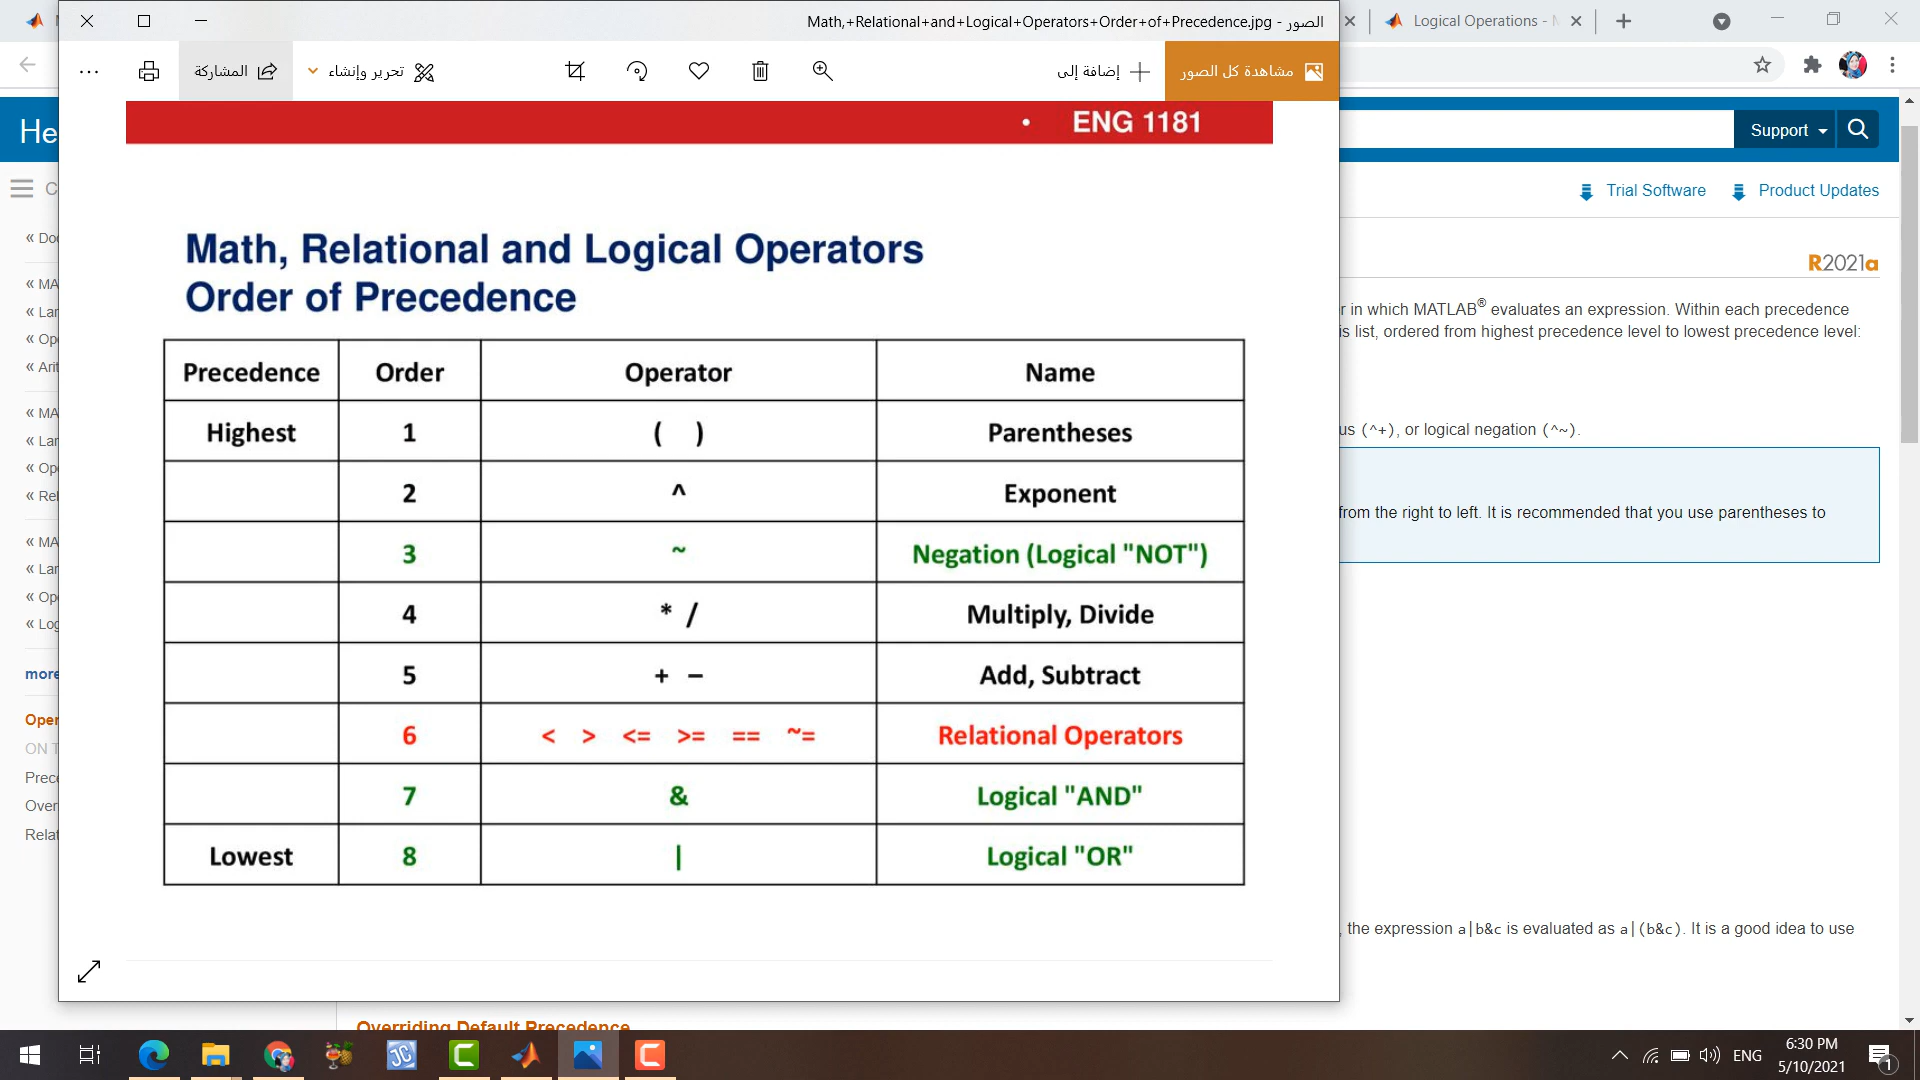 Math,+Relational+and+Logical+Operators+Order+of+Precedence.jpg - الصور
Logical Operations -
مشاهدة كل الصور
إضافة إلى
تحرير وإنشاء
المشاركة
ENG 1181
Support
Trial Software
Product Updates
R2021a
Math, Relational and Logical Operators
Order of Precedence
Precedence Order Operator Name
Highest 1 ( ) Parentheses
2 ^ Exponent
3 ~ Negation (Logical "NOT")
4 * / Multiply, Divide
5 + − Add, Subtract
6 < > <= >= == ~= Relational Operators
7 & Logical "AND"
Lowest 8 | Logical "OR"
in which MATLAB® evaluates an expression. Within each precedence
is list, ordered from highest precedence level to lowest precedence level:
us (^+), or logical negation (^~).
from the right to left. It is recommended that you use parentheses to
, the expression a|b&c is evaluated as a|(b&c). It is a good idea to use
more
Overriding Default Precedence
ENG
6:30 PM
5/10/2021
1